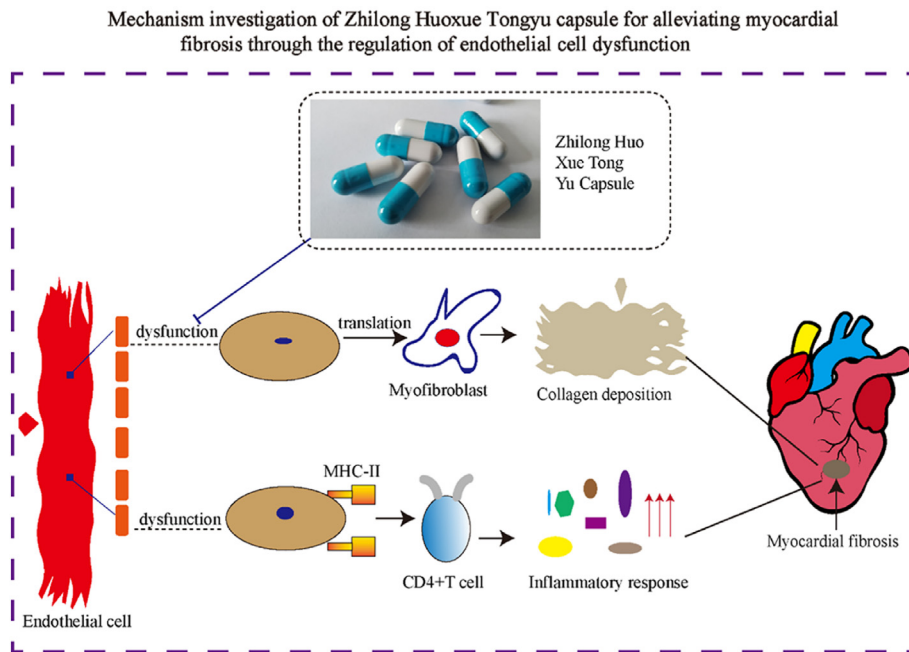 Mechanism investigation of Zhilong Huoxue Tongyu capsule for alleviating myocardial
fibrosis through the regulation of endothelial cell dysfunction
Zhilong Huo
Xue Tong
Yu Capsule
dysfunction
translation
Myofibroblast
Collagen deposition
MHC-II
dysfunction
CD4+T cell
Inflammatory response
Myocardial fibrosis
Endothelial cell